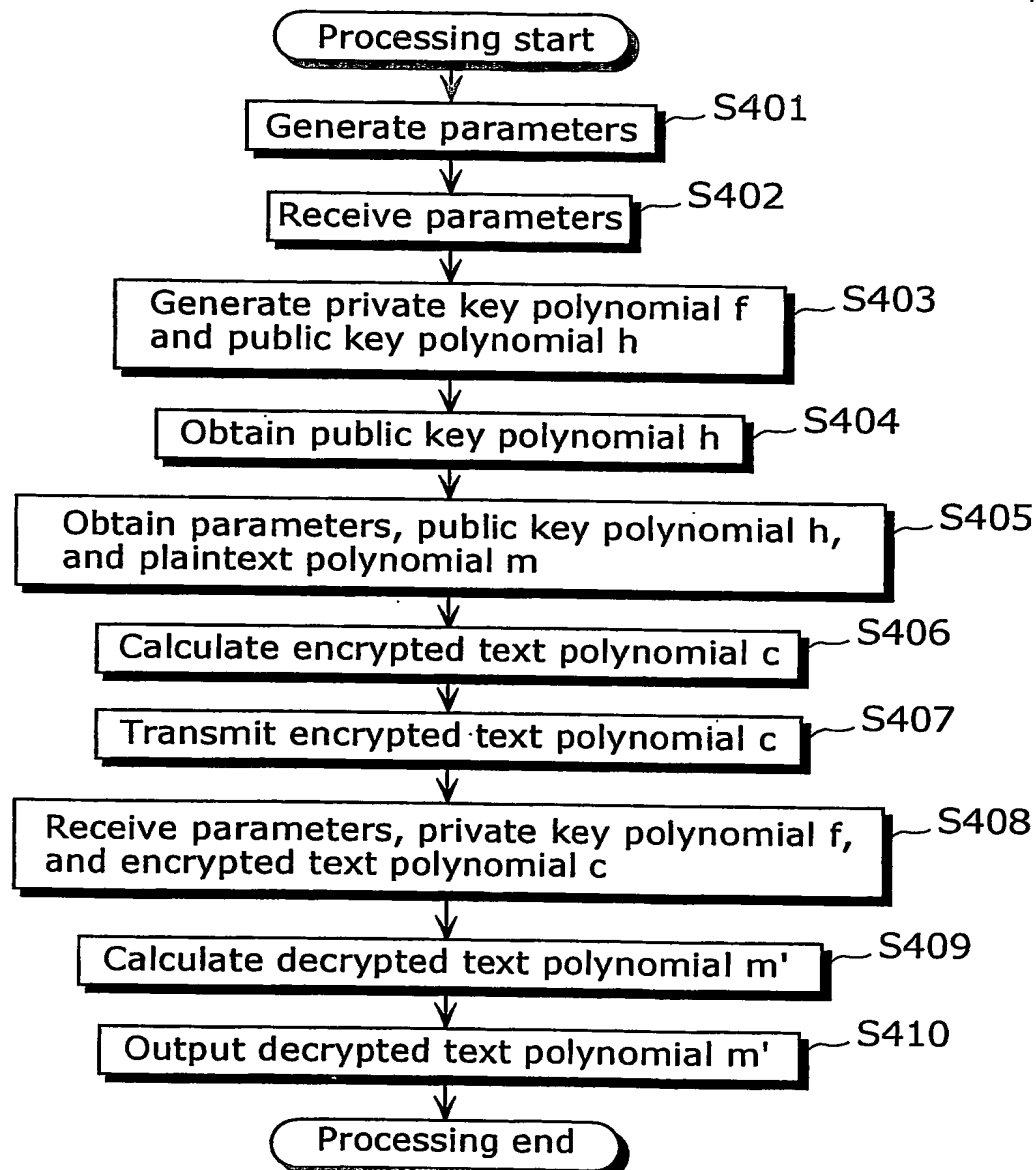 Processing start
Generate parameters
S401
Receive parameters
S402
Generate private key polynomial f
and public key polynomial h
S403
Obtain public key polynomial h
S404
Obtain parameters, public key polynomial h,
and plaintext polynomial m
S405
Calculate encrypted text polynomial c
S406
Transmit encrypted text polynomial c
S407
Receive parameters, private key polynomial f,
and encrypted text polynomial c
S408
Calculate decrypted text polynomial m'
S409
Output decrypted text polynomial m'
S410
Processing end